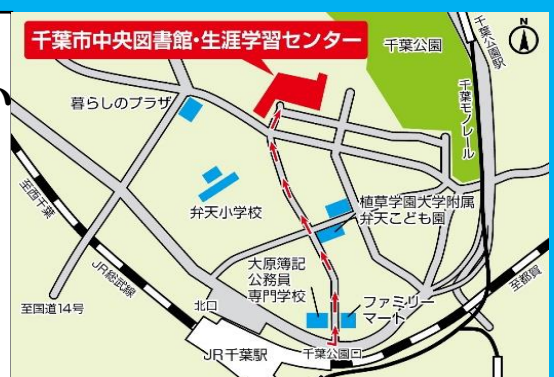 千葉市中央図書館・生涯学習センター
N
千葉公園
千葉公園駅
千葉モノレール
暮らしのプラザ
弁天小学校
植草学園大学附属
弁天こども園
至西千葉
JR総武線
至国道14号
北口
大原簿記
公務員
専門学校
ファミリー
マート
至都賀
JR千葉駅
千葉公園口